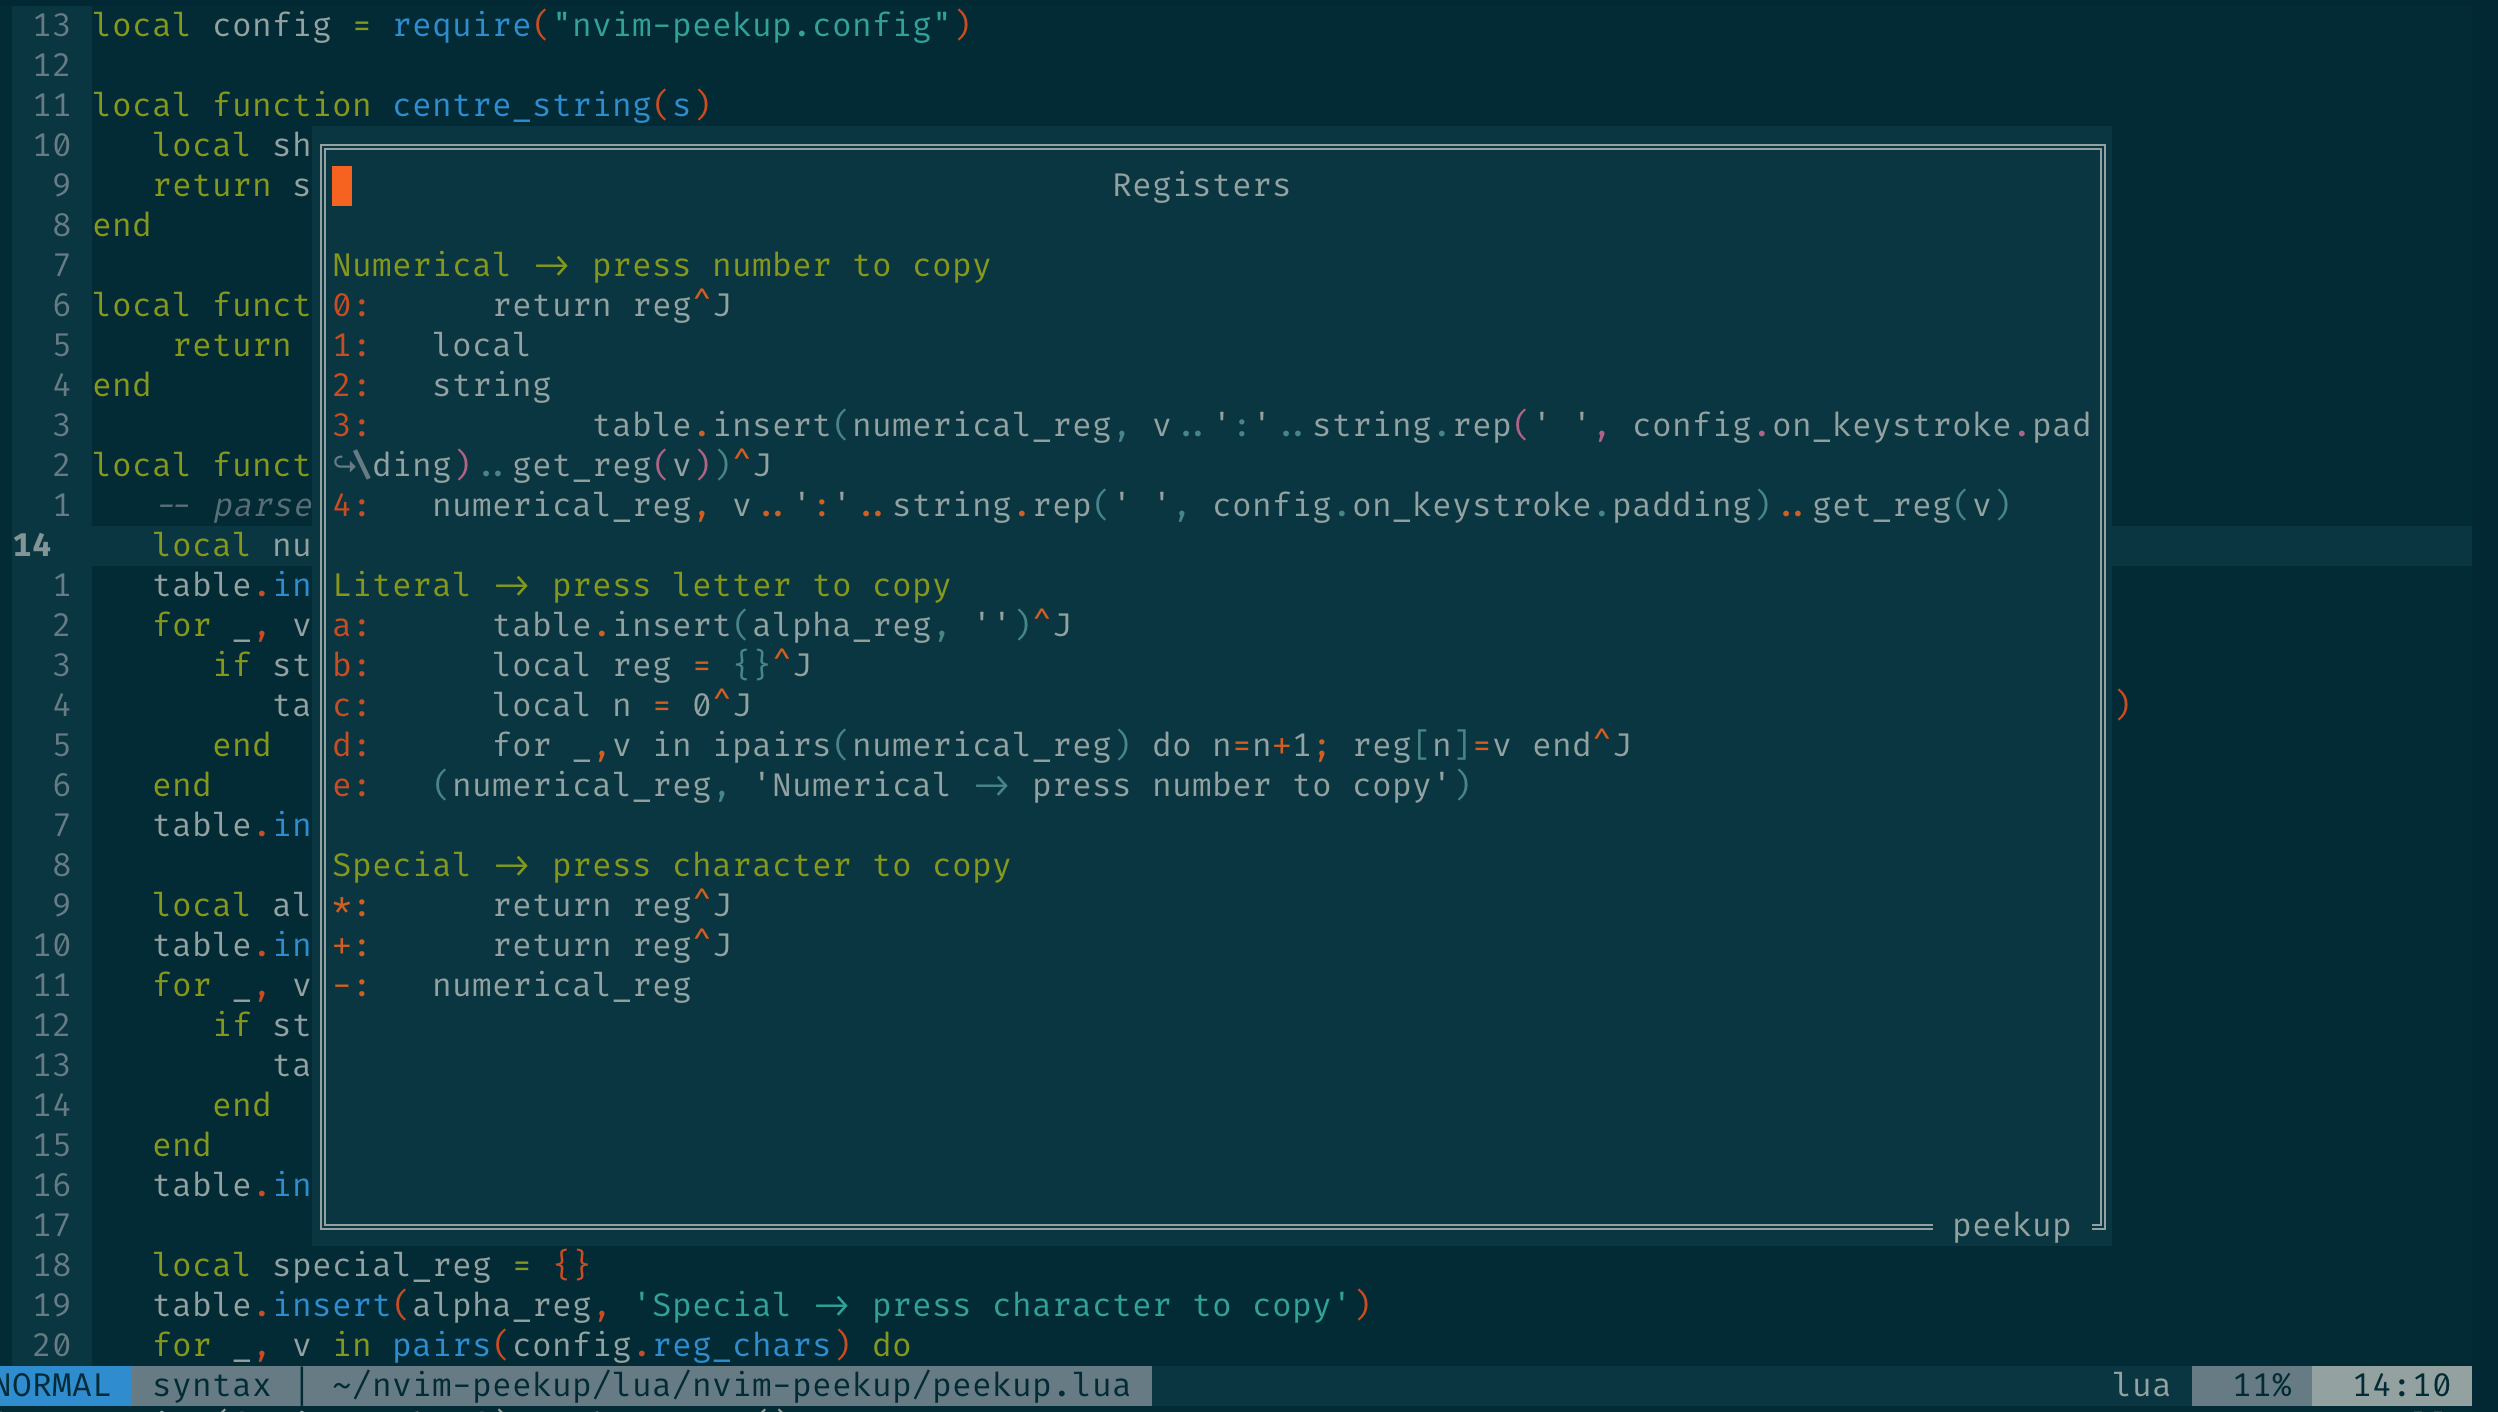 13 local config = require("nvim-peekup.config")
12
11 local function centre_string(s)
10    local sh
9    return s
Registers
8 end
7
Numerical -> press number to copy
6 local funct
0:      return reg^J
5     return
1:   local
4 end
2:   string
3
3:           table.insert(numerical_reg, v..':'..string.rep(' ', config.on_keystroke.pad
2 local funct
↪\ding)..get_reg(v))^J
1    -- parse
4:   numerical_reg, v..':'..string.rep(' ', config.on_keystroke.padding)..get_reg(v)
14    local nu
1    table.in
Literal -> press letter to copy
2    for _, v
a:      table.insert(alpha_reg, '')^J
3       if st
b:      local reg = {}^J
4          ta
c:      local n = 0^J
)
5       end
d:      for _,v in ipairs(numerical_reg) do n=n+1; reg[n]=v end^J
6    end
e:   (numerical_reg, 'Numerical -> press number to copy')
7    table.in
8
Special -> press character to copy
9    local al
*:      return reg^J
10    table.in
+:      return reg^J
11    for _, v
-:   numerical_reg
12       if st
13          ta
14       end
15    end
16    table.in
17
peekup
18    local special_reg = {}
19    table.insert(alpha_reg, 'Special -> press character to copy')
20    for _, v in pairs(config.reg_chars) do
NORMAL syntax | ~/nvim-peekup/lua/nvim-peekup/peekup.lua lua 11% 14:10